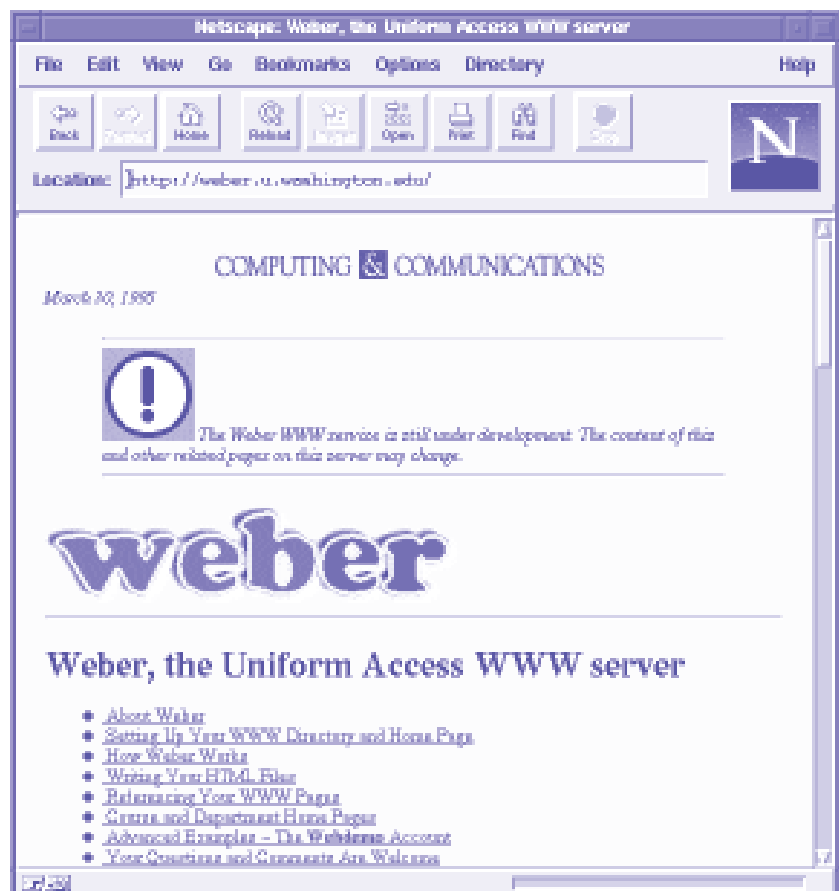 Netscape: Weber, the Uniform Access WWW server
File Edit View Go Bookmarks Options Directory Help
Back Forward Home Reload Images Open Print Find Stop
N
Location: http://weber.u.washington.edu/
COMPUTING & COMMUNICATIONS
March 10, 1995
The Weber WWW service is still under development. The content of this
and other related pages on this server may change.
weber
Weber, the Uniform Access WWW server
About Weber
Setting Up Your WWW Directory and Home Page
How Weber Works
Writing Your HTML Files
Referencing Your WWW Pages
Course and Department Home Pages
Advanced Examples – The Webdemo Account
Your Questions and Comments Are Welcome